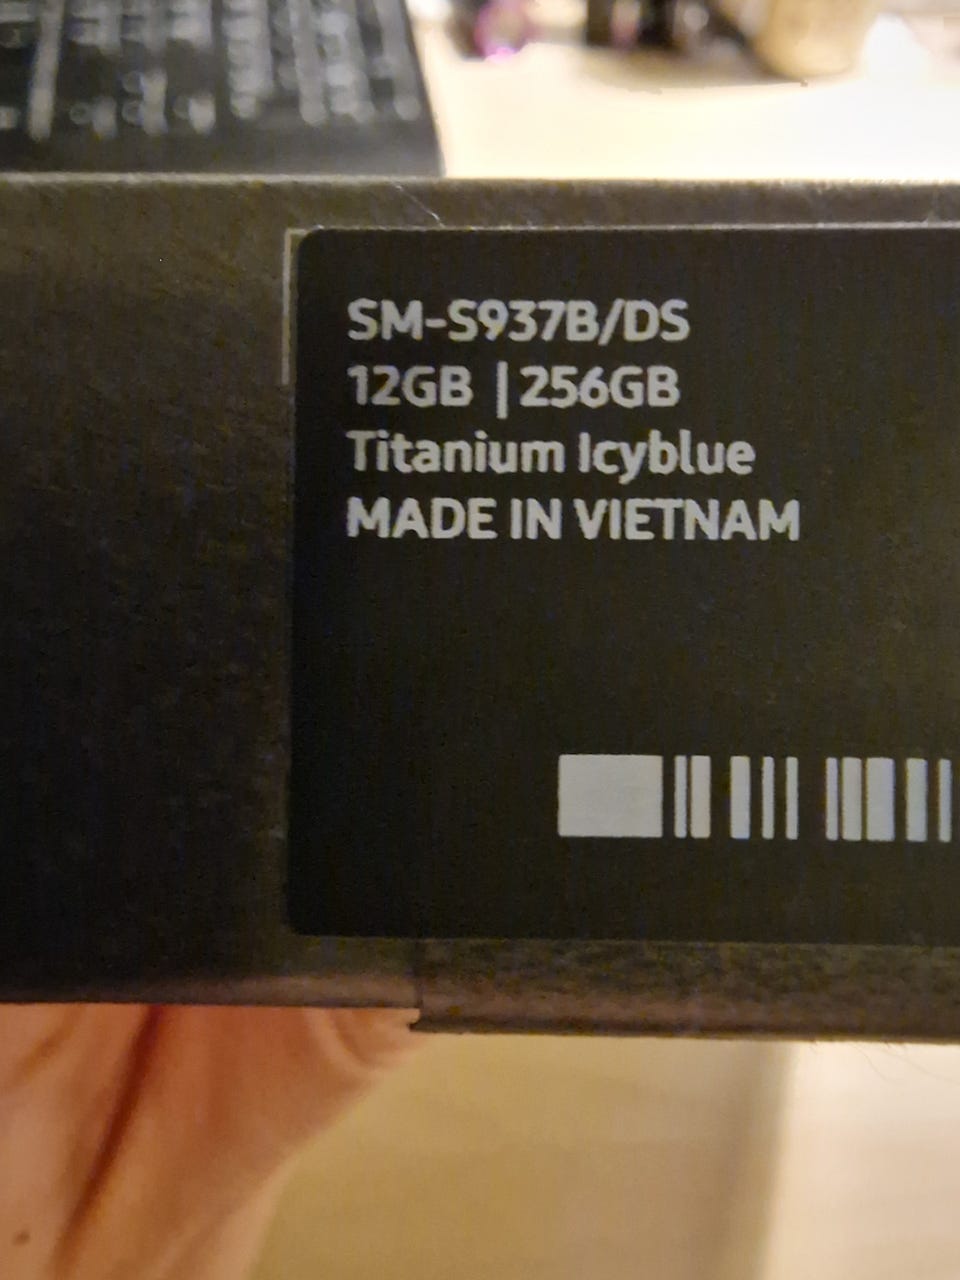 SM-S937B/DS
12GB | 256GB
Titanium Icyblue
MADE IN VIETNAM